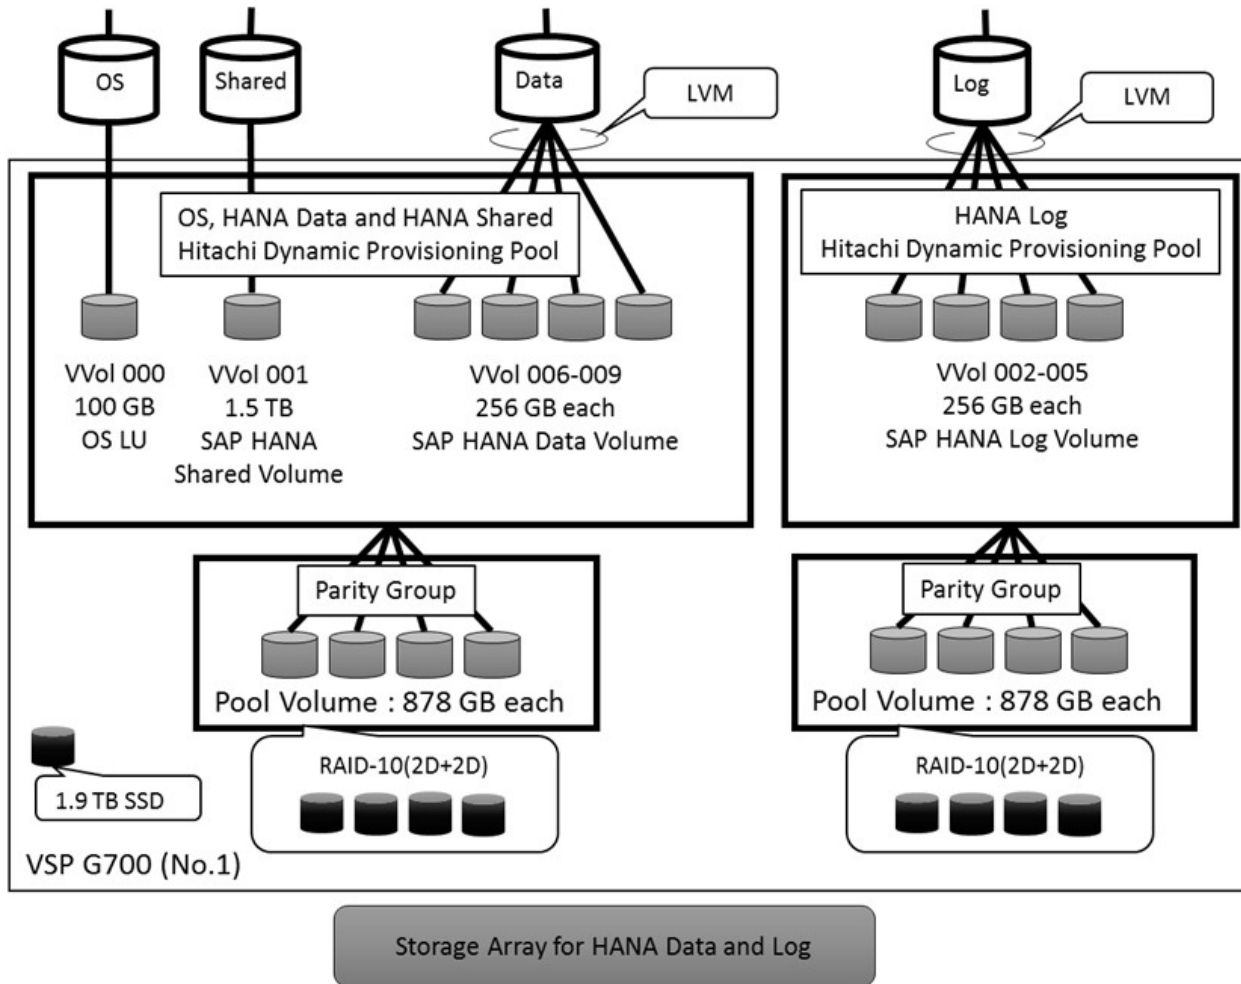 OS
Shared
Data
LVM
Log
LVM
OS, HANA Data and HANA Shared
Hitachi Dynamic Provisioning Pool
HANA Log
Hitachi Dynamic Provisioning Pool
VVol 000
100 GB
OS LU
VVol 001
1.5 TB
SAP HANA
Shared Volume
VVol 006-009
256 GB each
SAP HANA Data Volume
VVol 002-005
256 GB each
SAP HANA Log Volume
Parity Group
Pool Volume : 878 GB each
Parity Group
Pool Volume : 878 GB each
RAID-10(2D+2D)
RAID-10(2D+2D)
1.9 TB SSD
VSP G700 (No.1)
Storage Array for HANA Data and Log